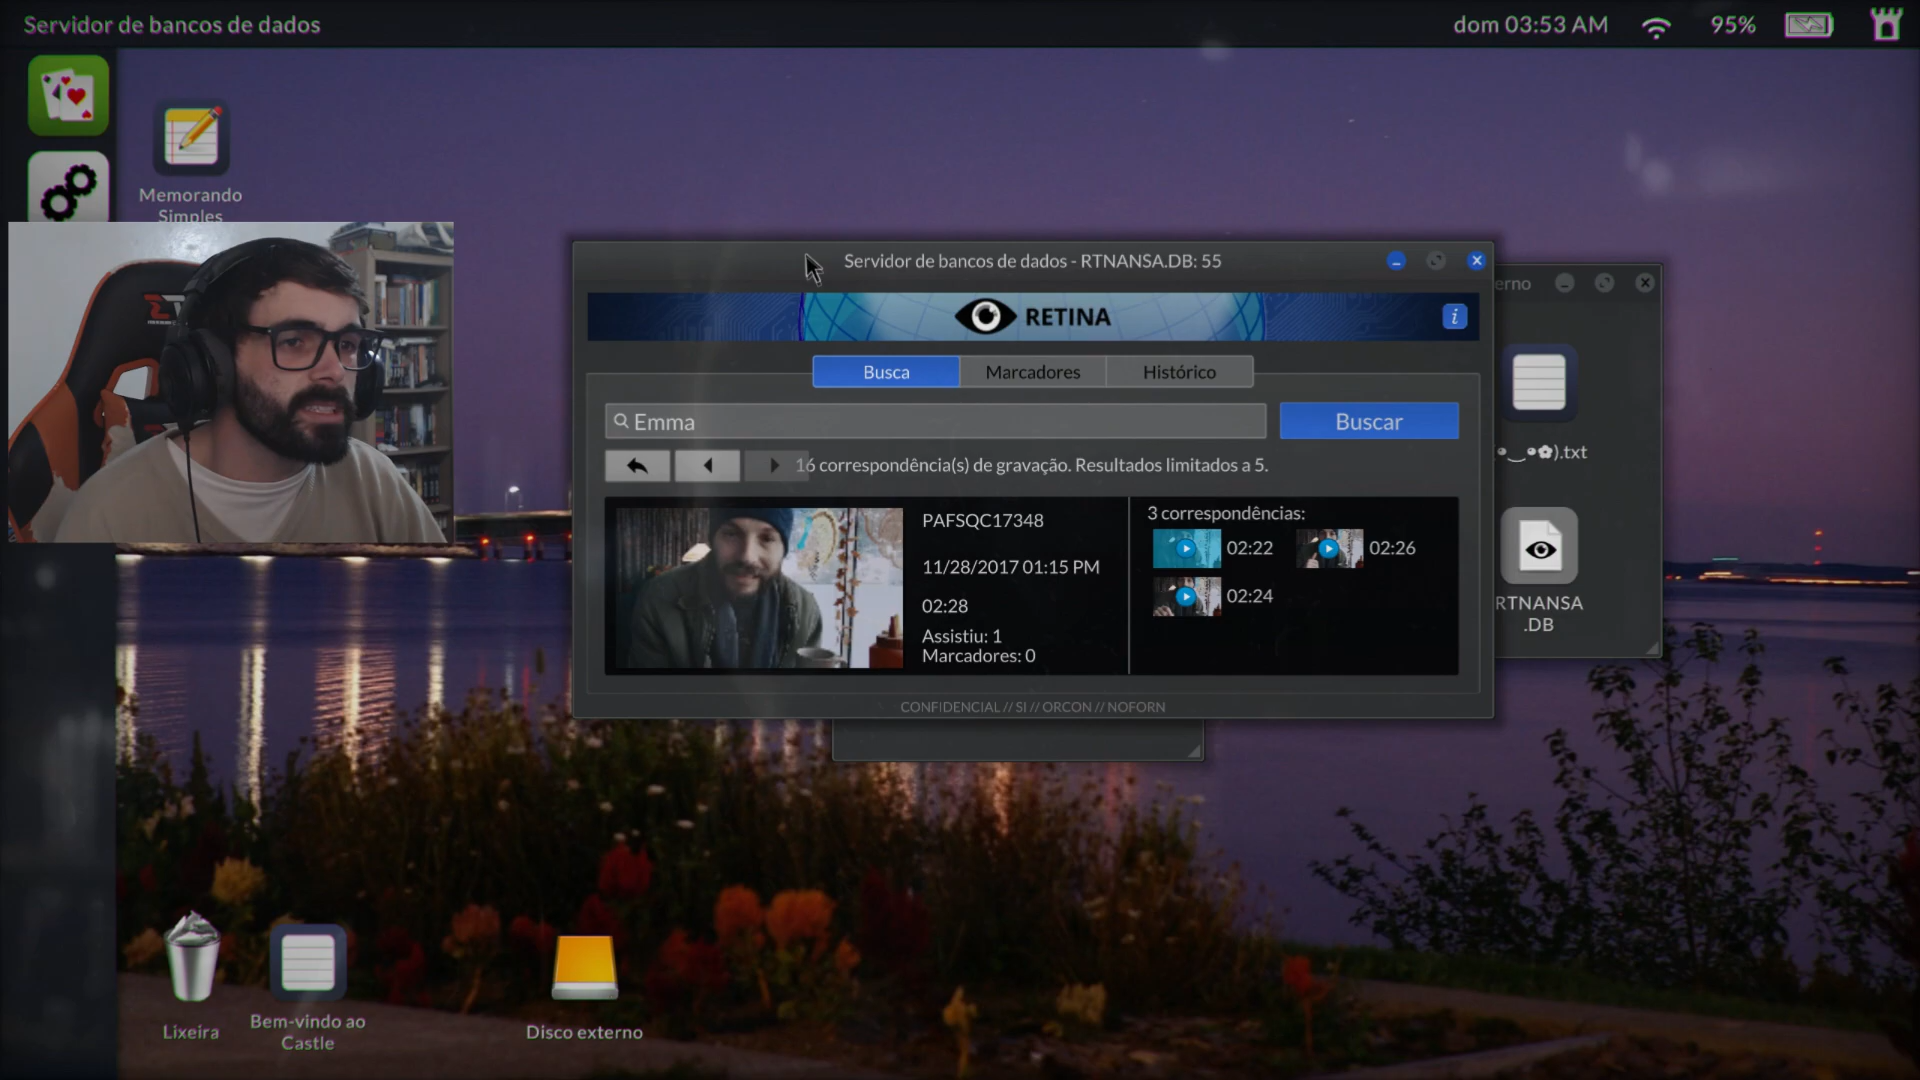 Servidor de bancos de dados
dom 03:53 AM
95%
Memorando
Simples
Servidor de bancos de dados - RTNANSA.DB: 55
RETINA
i
Busca
Marcadores
Histórico
Emma
Buscar
16 correspondência(s) de gravação. Resultados limitados a 5.
PAFSQC17348
11/28/2017 01:15 PM
02:28
Assistiu: 1
Marcadores: 0
3 correspondências:
02:22
02:26
02:24
CONFIDENCIAL // SI // ORCON // NOFORN
erno
.txt
RTNANSA
.DB
Lixeira
Bem-vindo ao
Castle
Disco externo